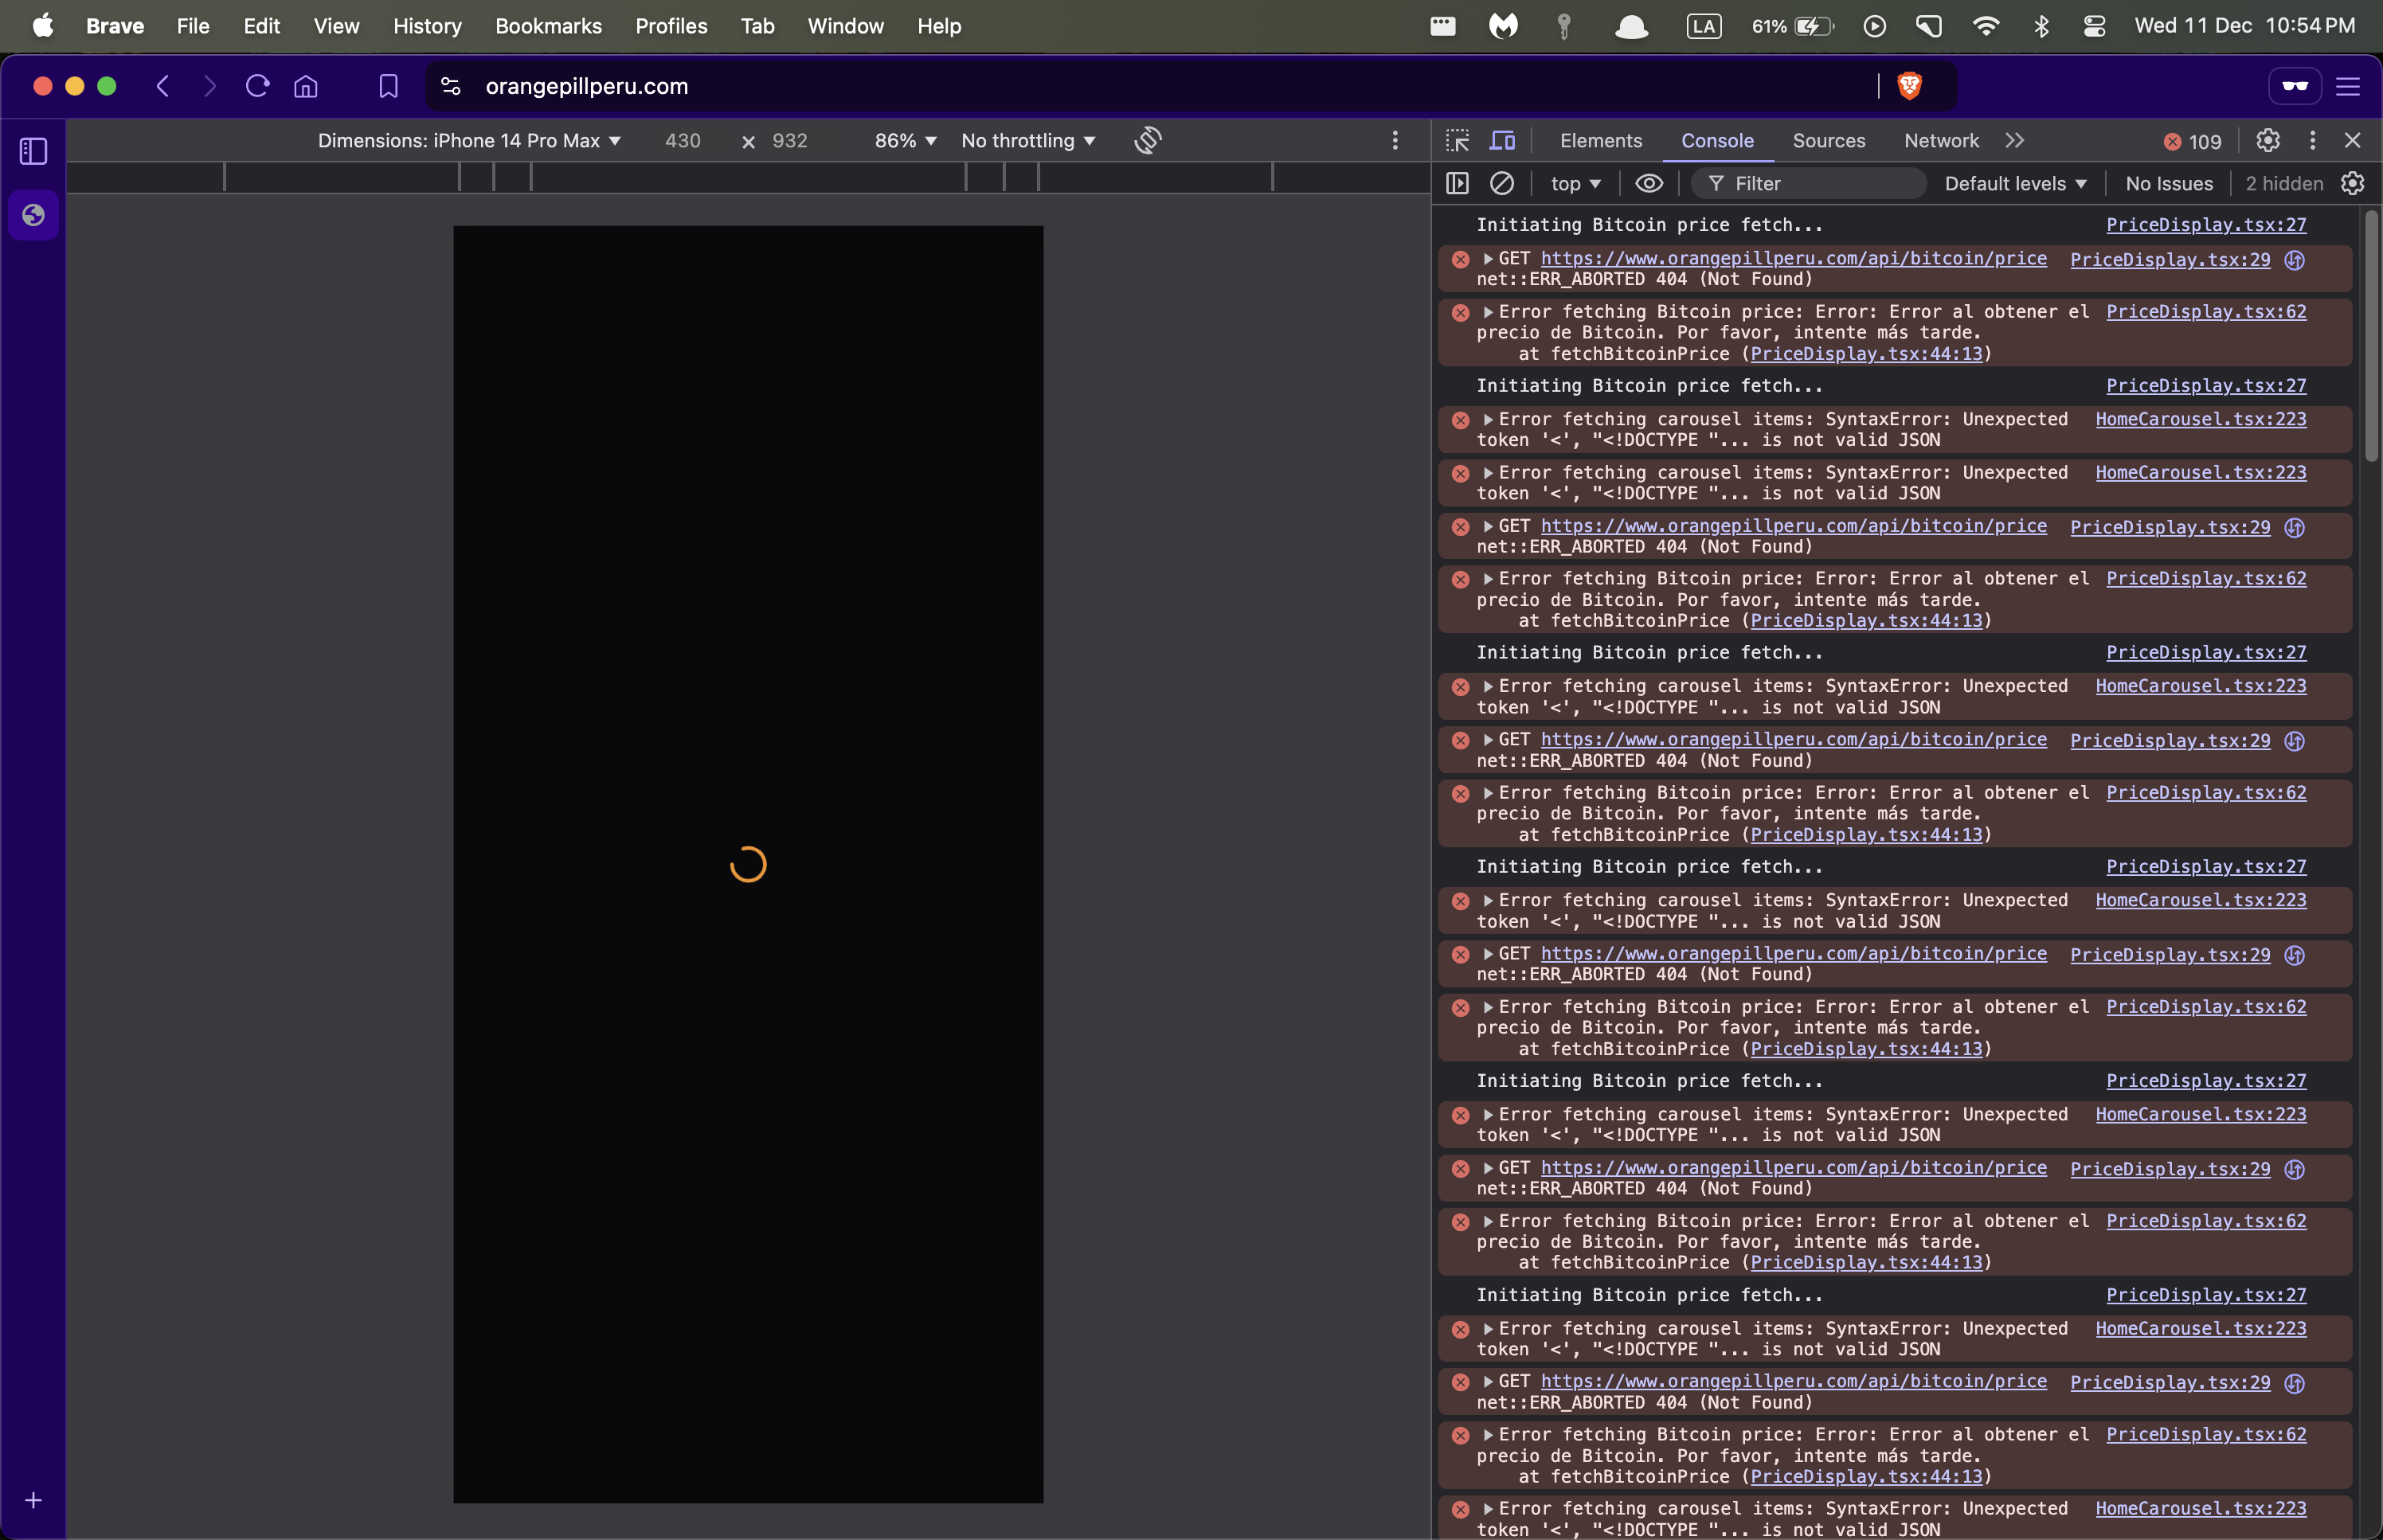 Brave File Edit View History Bookmarks Profiles Tab Window Help LA 61% Wed 11 Dec 10:54 PM
orangepillperu.com
Dimensions: iPhone 14 Pro Max 430 × 932 86% No throttling Elements Console Sources Network 109
top Filter Default levels No Issues 2 hidden
Initiating Bitcoin price fetch... PriceDisplay.tsx:27
GET https://www.orangepillperu.com/api/bitcoin/price PriceDisplay.tsx:29
net::ERR_ABORTED 404 (Not Found)
Error fetching Bitcoin price: Error: Error al obtener el PriceDisplay.tsx:62
precio de Bitcoin. Por favor, intente más tarde.
at fetchBitcoinPrice (PriceDisplay.tsx:44:13)
Initiating Bitcoin price fetch... PriceDisplay.tsx:27
Error fetching carousel items: SyntaxError: Unexpected HomeCarousel.tsx:223
token '<', "<!DOCTYPE "... is not valid JSON
Error fetching carousel items: SyntaxError: Unexpected HomeCarousel.tsx:223
token '<', "<!DOCTYPE "... is not valid JSON
GET https://www.orangepillperu.com/api/bitcoin/price PriceDisplay.tsx:29
net::ERR_ABORTED 404 (Not Found)
Error fetching Bitcoin price: Error: Error al obtener el PriceDisplay.tsx:62
precio de Bitcoin. Por favor, intente más tarde.
at fetchBitcoinPrice (PriceDisplay.tsx:44:13)
Initiating Bitcoin price fetch... PriceDisplay.tsx:27
Error fetching carousel items: SyntaxError: Unexpected HomeCarousel.tsx:223
token '<', "<!DOCTYPE "... is not valid JSON
GET https://www.orangepillperu.com/api/bitcoin/price PriceDisplay.tsx:29
net::ERR_ABORTED 404 (Not Found)
Error fetching Bitcoin price: Error: Error al obtener el PriceDisplay.tsx:62
precio de Bitcoin. Por favor, intente más tarde.
at fetchBitcoinPrice (PriceDisplay.tsx:44:13)
Initiating Bitcoin price fetch... PriceDisplay.tsx:27
Error fetching carousel items: SyntaxError: Unexpected HomeCarousel.tsx:223
token '<', "<!DOCTYPE "... is not valid JSON
GET https://www.orangepillperu.com/api/bitcoin/price PriceDisplay.tsx:29
net::ERR_ABORTED 404 (Not Found)
Error fetching Bitcoin price: Error: Error al obtener el PriceDisplay.tsx:62
precio de Bitcoin. Por favor, intente más tarde.
at fetchBitcoinPrice (PriceDisplay.tsx:44:13)
Initiating Bitcoin price fetch... PriceDisplay.tsx:27
Error fetching carousel items: SyntaxError: Unexpected HomeCarousel.tsx:223
token '<', "<!DOCTYPE "... is not valid JSON
GET https://www.orangepillperu.com/api/bitcoin/price PriceDisplay.tsx:29
net::ERR_ABORTED 404 (Not Found)
Error fetching Bitcoin price: Error: Error al obtener el PriceDisplay.tsx:62
precio de Bitcoin. Por favor, intente más tarde.
at fetchBitcoinPrice (PriceDisplay.tsx:44:13)
Initiating Bitcoin price fetch... PriceDisplay.tsx:27
Error fetching carousel items: SyntaxError: Unexpected HomeCarousel.tsx:223
token '<', "<!DOCTYPE "... is not valid JSON
GET https://www.orangepillperu.com/api/bitcoin/price PriceDisplay.tsx:29
net::ERR_ABORTED 404 (Not Found)
Error fetching Bitcoin price: Error: Error al obtener el PriceDisplay.tsx:62
precio de Bitcoin. Por favor, intente más tarde.
at fetchBitcoinPrice (PriceDisplay.tsx:44:13)
Error fetching carousel items: SyntaxError: Unexpected HomeCarousel.tsx:223
token '<', "<!DOCTYPE "... is not valid JSON